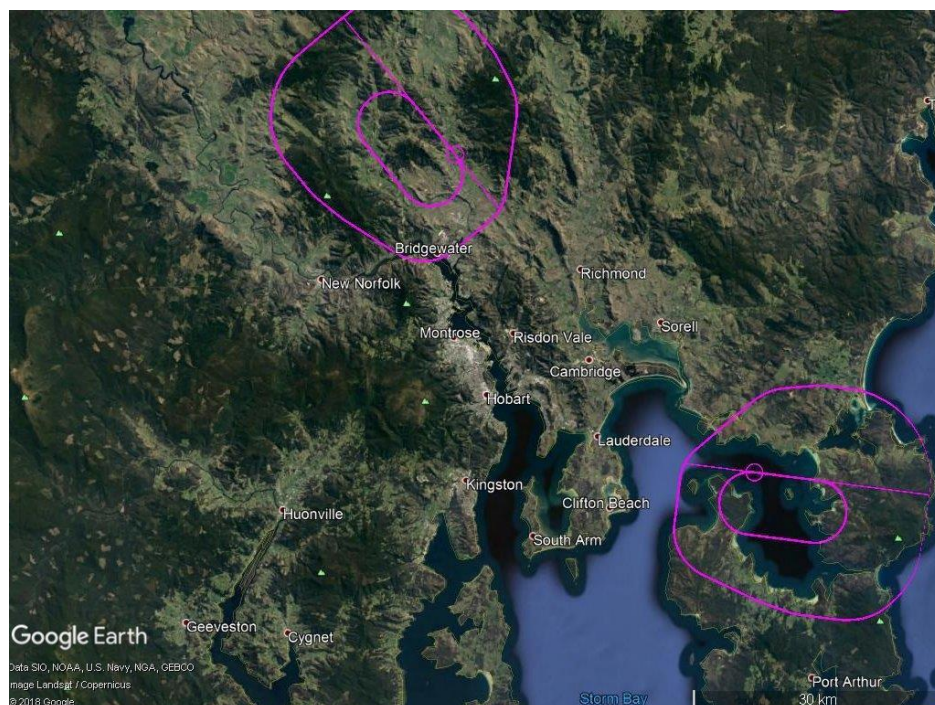 Bridgewater
Richmond
New Norfolk
Sorell
Montrose
Risdon Vale
Cambridge
Hobart
Lauderdale
Kingston
Clifton Beach
Huonville
South Arm
Geeveston
Cygnet
Google Earth
Data SIO, NOAA, U.S. Navy, NGA, GEBCO
Image Landsat / Copernicus
© 2018 Google
Port Arthur
Storm Bay
30 km